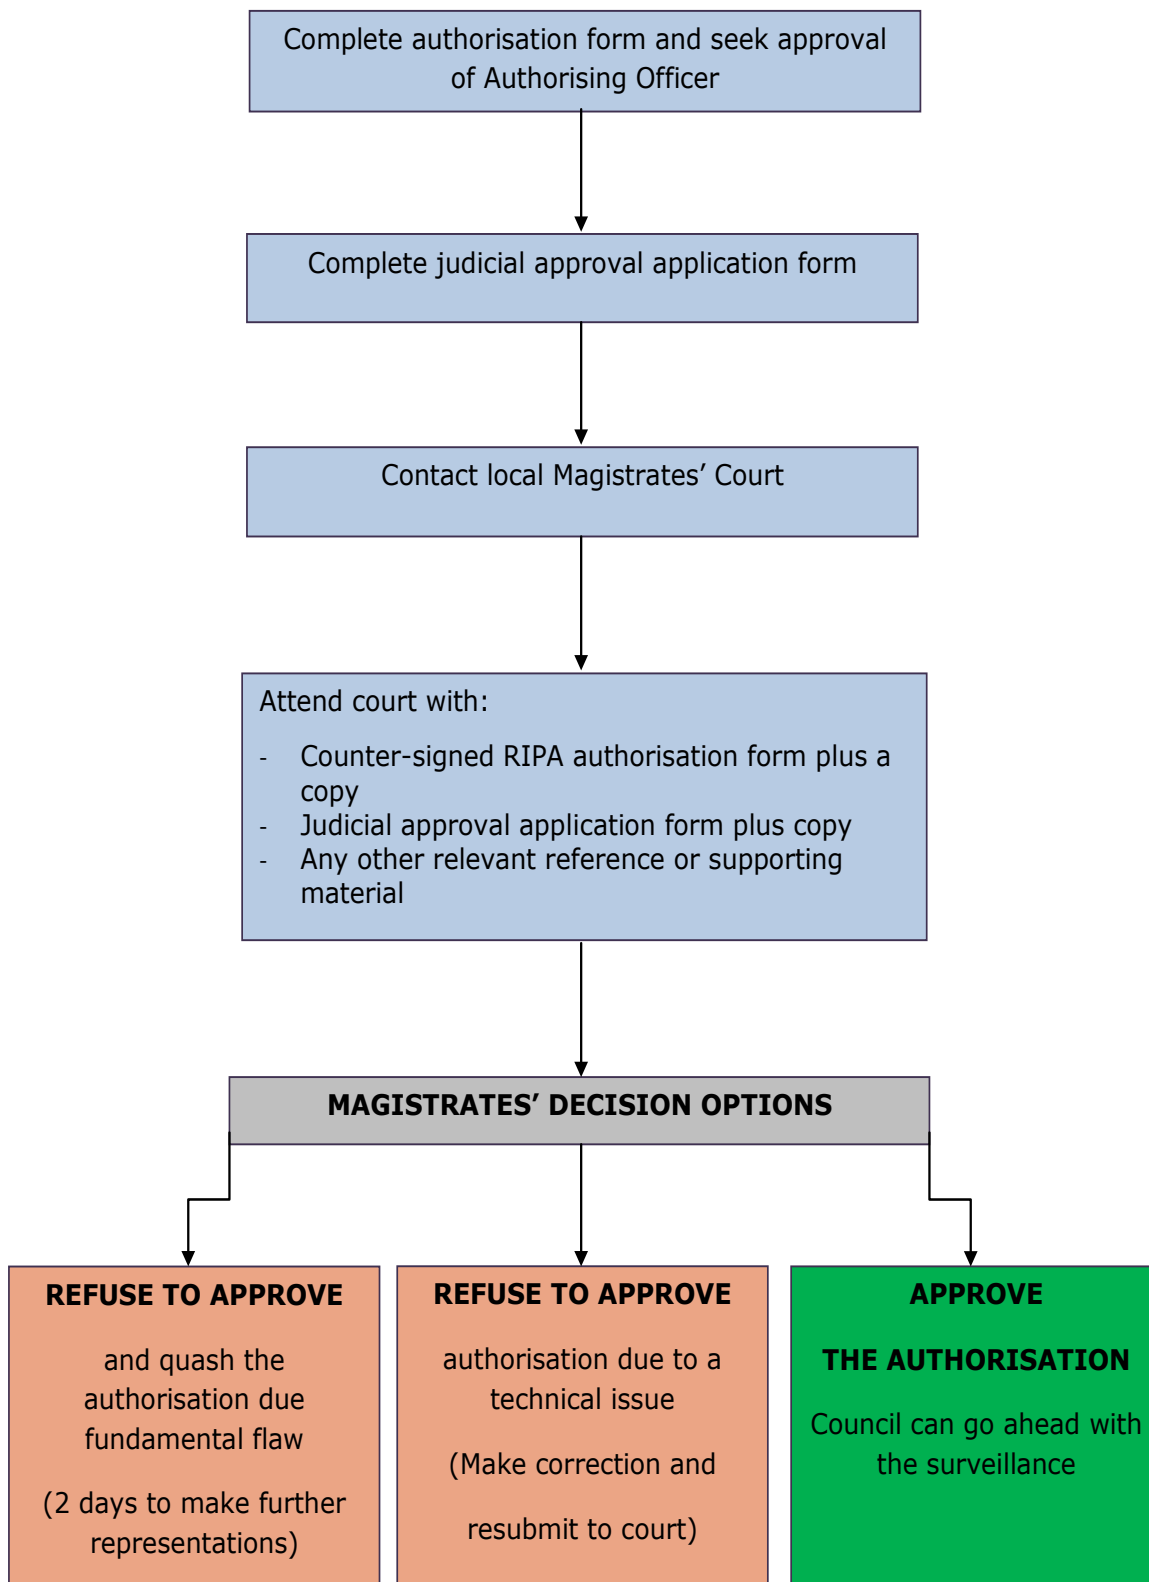 Complete authorisation form and seek approval
of Authorising Officer
Complete judicial approval application form
Contact local Magistrates’ Court
Attend court with:
- Counter-signed RIPA authorisation form plus a
copy
- Judicial approval application form plus copy
- Any other relevant reference or supporting
material
MAGISTRATES’ DECISION OPTIONS
REFUSE TO APPROVE
and quash the
authorisation due
fundamental flaw
(2 days to make further
representations)
REFUSE TO APPROVE
authorisation due to a
technical issue
(Make correction and
resubmit to court)
APPROVE
THE AUTHORISATION
Council can go ahead with
the surveillance